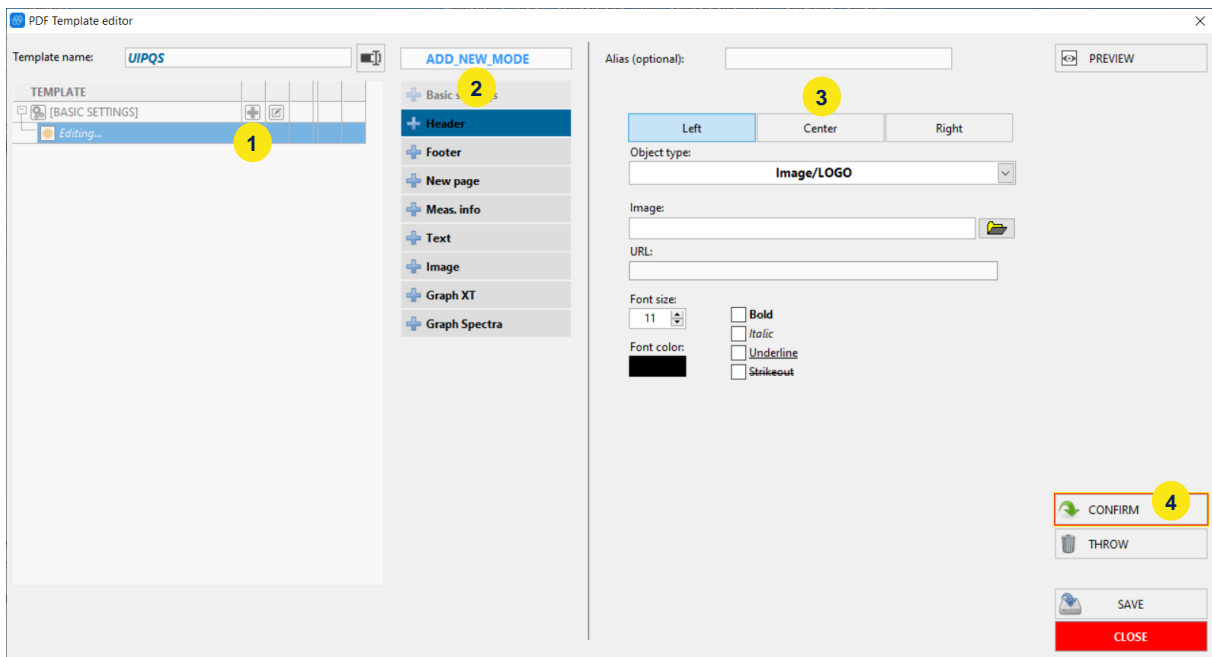 PDF Template editor
Template name:
UIPQS
TEMPLATE
[BASIC SETTINGS]
Editing...
1
ADD_NEW_MODE
2
Basic s s
Header
Footer
New page
Meas. info
Text
Image
Graph XT
Graph Spectra
Alias (optional):
3
Left Center Right
Object type:
Image/LOGO
Image:
URL:
Font size:
11
Font color:
Bold
Italic
Underline
Strikeout
PREVIEW
CONFIRM
4
THROW
SAVE
CLOSE